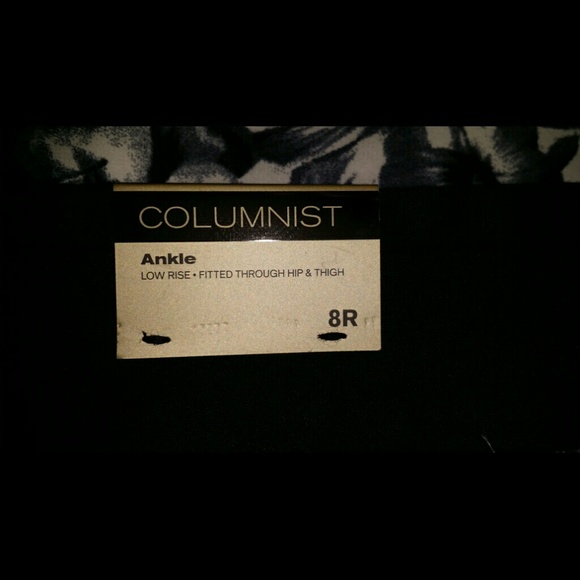 COLUMNIST
Ankle
LOW RISE • FITTED THROUGH HIP & THIGH
8R